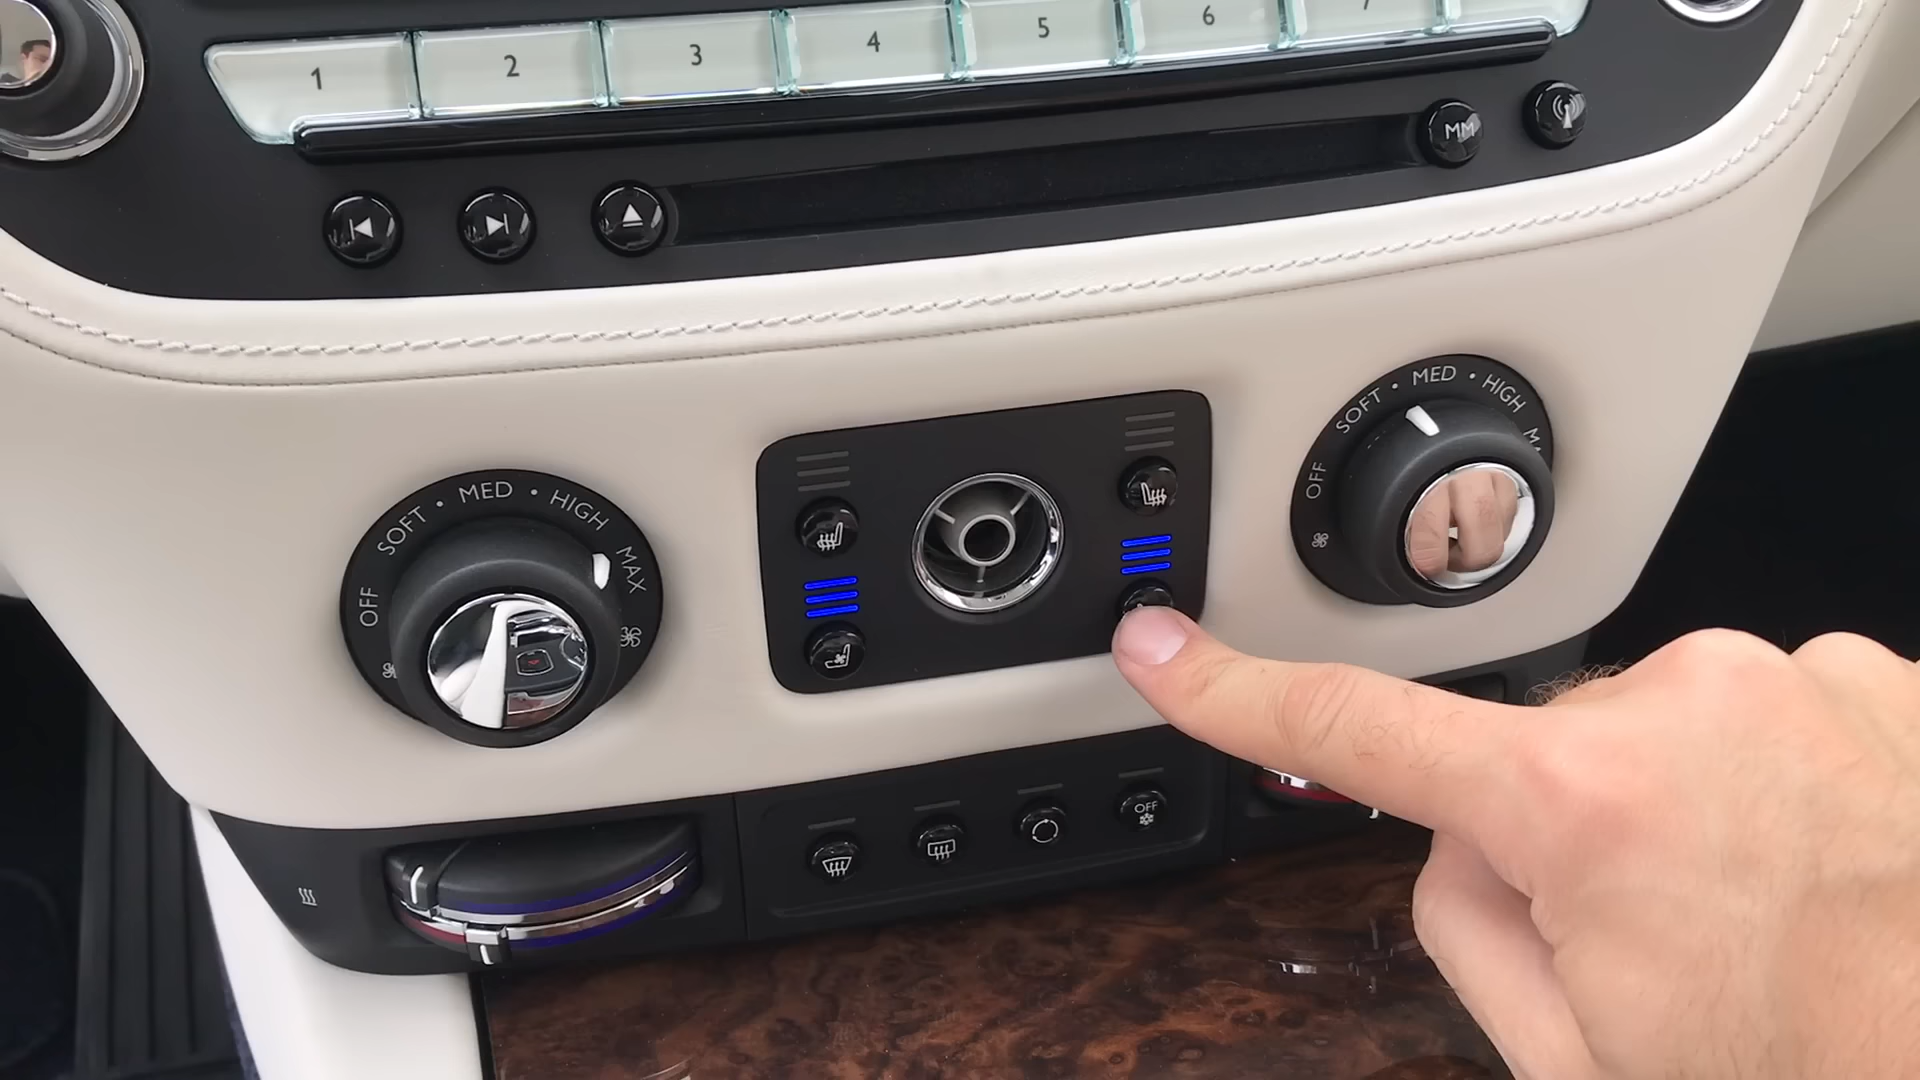 1 2 3 4 5 6 7
MM
SOFT • MED • HIGH
OFF
SOFT • MED • HIGH MAX
OFF
OFF